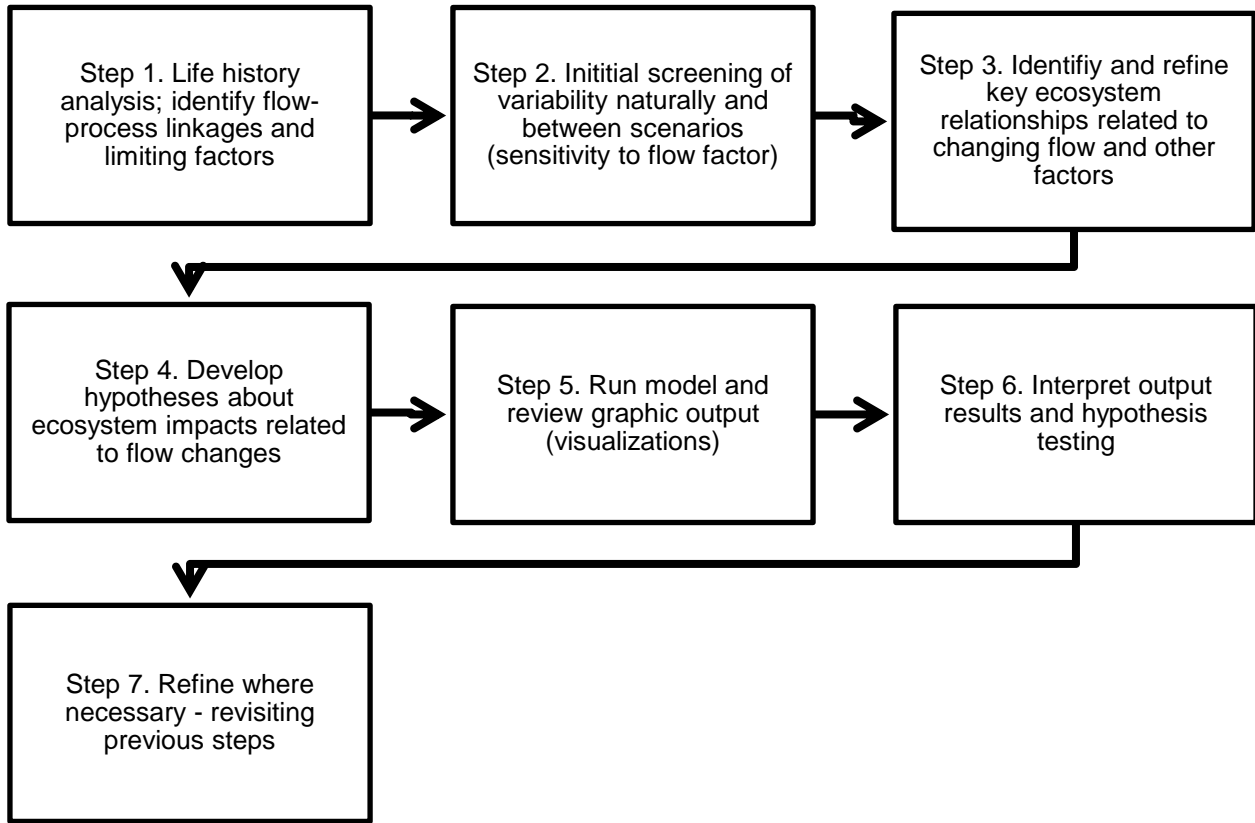 Step 1. Life history
analysis; identify flow-
process linkages and
limiting factors
Step 2. Inititial screening of
variability naturally and
between scenarios
(sensitivity to flow factor)
Step 3. Identifiy and refine
key ecosystem
relationships related to
changing flow and other
factors
Step 4. Develop
hypotheses about
ecosystem impacts related
to flow changes
Step 5. Run model and
review graphic output
(visualizations)
Step 6. Interpret output
results and hypothesis
testing
Step 7. Refine where
necessary - revisiting
previous steps